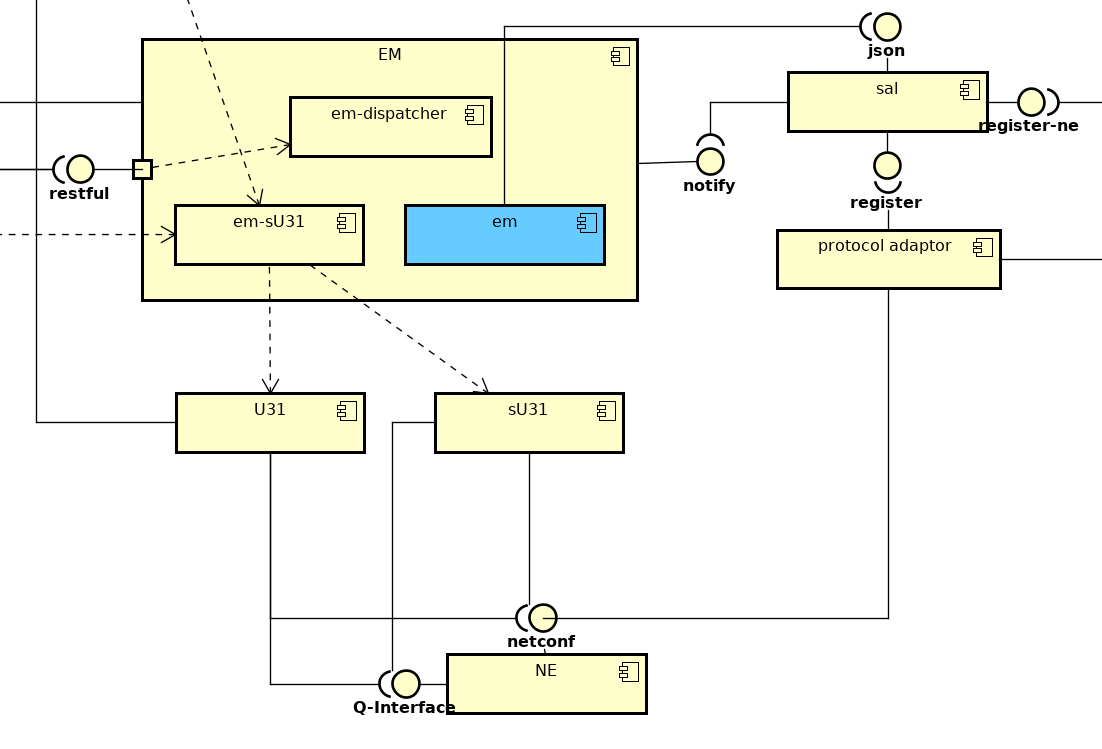 json
EM
sal
em-dispatcher
register-ne
restful
notify
register
em-sU31
em
protocol adaptor
U31
sU31
netconf
NE
Q-Interface